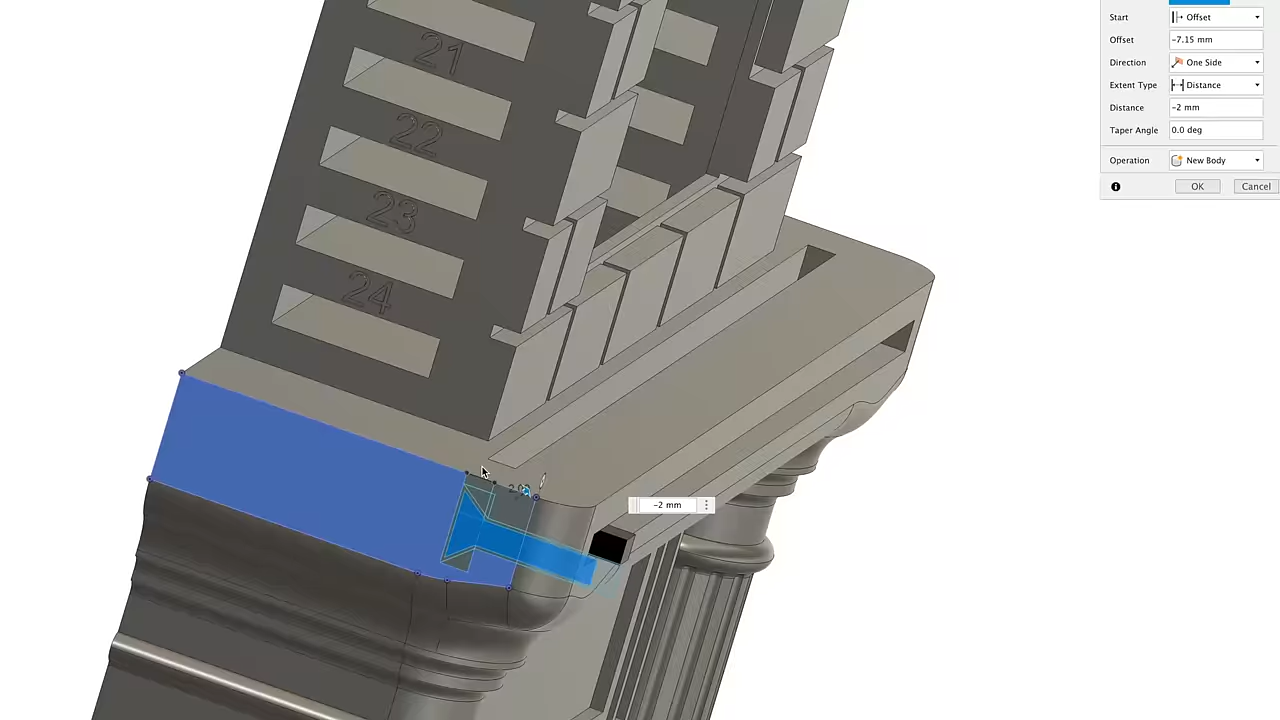 Start Offset
Offset -7.15 mm
Direction One Side
Extent Type Distance
Distance -2 mm
Taper Angle 0.0 deg
Operation New Body
OK Cancel
21
22
23
24
-2 mm